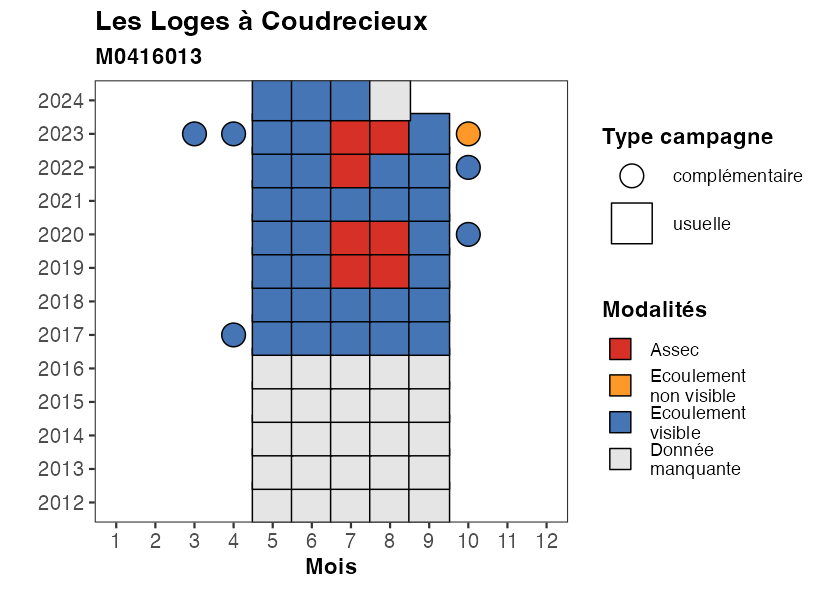 Les Loges à Coudrecieux
M0416013
2024
2023
2022
2021
2020
2019
2018
2017
2016
2015
2014
2013
2012
1 2 3 4 5 6 7 8 9 10 11 12
Mois
Type campagne
complémentaire
usuelle
Modalités
Assec
Ecoulement
non visible
Ecoulement
visible
Donnée
manquante